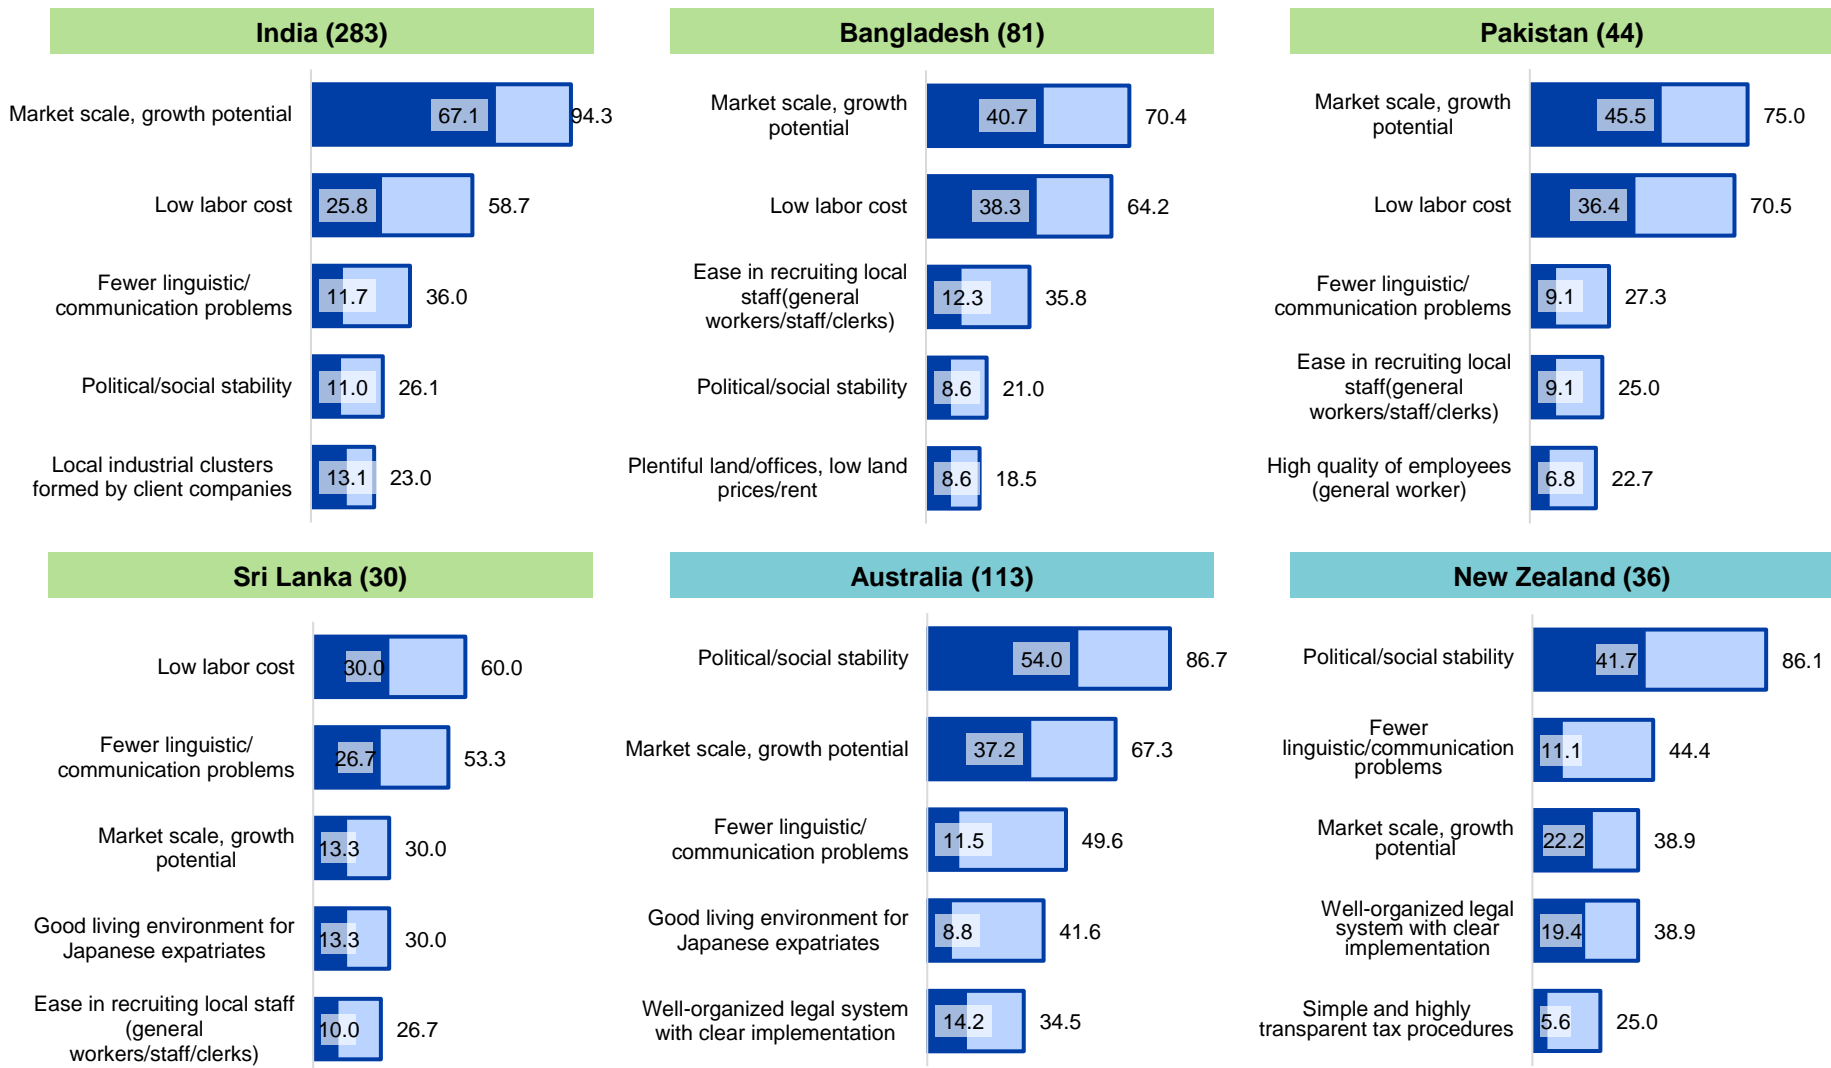 India (283)
Market scale, growth potential
67.1
94.3
Low labor cost
25.8
58.7
Fewer linguistic/
communication problems
11.7
36.0
Political/social stability
11.0
26.1
Local industrial clusters
formed by client companies
13.1
23.0
Bangladesh (81)
Market scale, growth
potential
40.7
70.4
Low labor cost
38.3
64.2
Ease in recruiting local
staff(general
workers/staff/clerks)
12.3
35.8
Political/social stability
8.6
21.0
Plentiful land/offices, low land
prices/rent
8.6
18.5
Pakistan (44)
Market scale, growth
potential
45.5
75.0
Low labor cost
36.4
70.5
Fewer linguistic/
communication problems
9.1
27.3
Ease in recruiting local
staff(general
workers/staff/clerks)
9.1
25.0
High quality of employees
(general worker)
6.8
22.7
Sri Lanka (30)
Low labor cost
30.0
60.0
Fewer linguistic/
communication problems
26.7
53.3
Market scale, growth
potential
13.3
30.0
Good living environment for
Japanese expatriates
13.3
30.0
Ease in recruiting local staff
(general
workers/staff/clerks)
10.0
26.7
Australia (113)
Political/social stability
54.0
86.7
Market scale, growth potential
37.2
67.3
Fewer linguistic/
communication problems
11.5
49.6
Good living environment for
Japanese expatriates
8.8
41.6
Well-organized legal system
with clear implementation
14.2
34.5
New Zealand (36)
Political/social stability
41.7
86.1
Fewer
linguistic/communication
problems
11.1
44.4
Market scale, growth
potential
22.2
38.9
Well-organized legal
system with clear
implementation
19.4
38.9
Simple and highly
transparent tax procedures
5.6
25.0